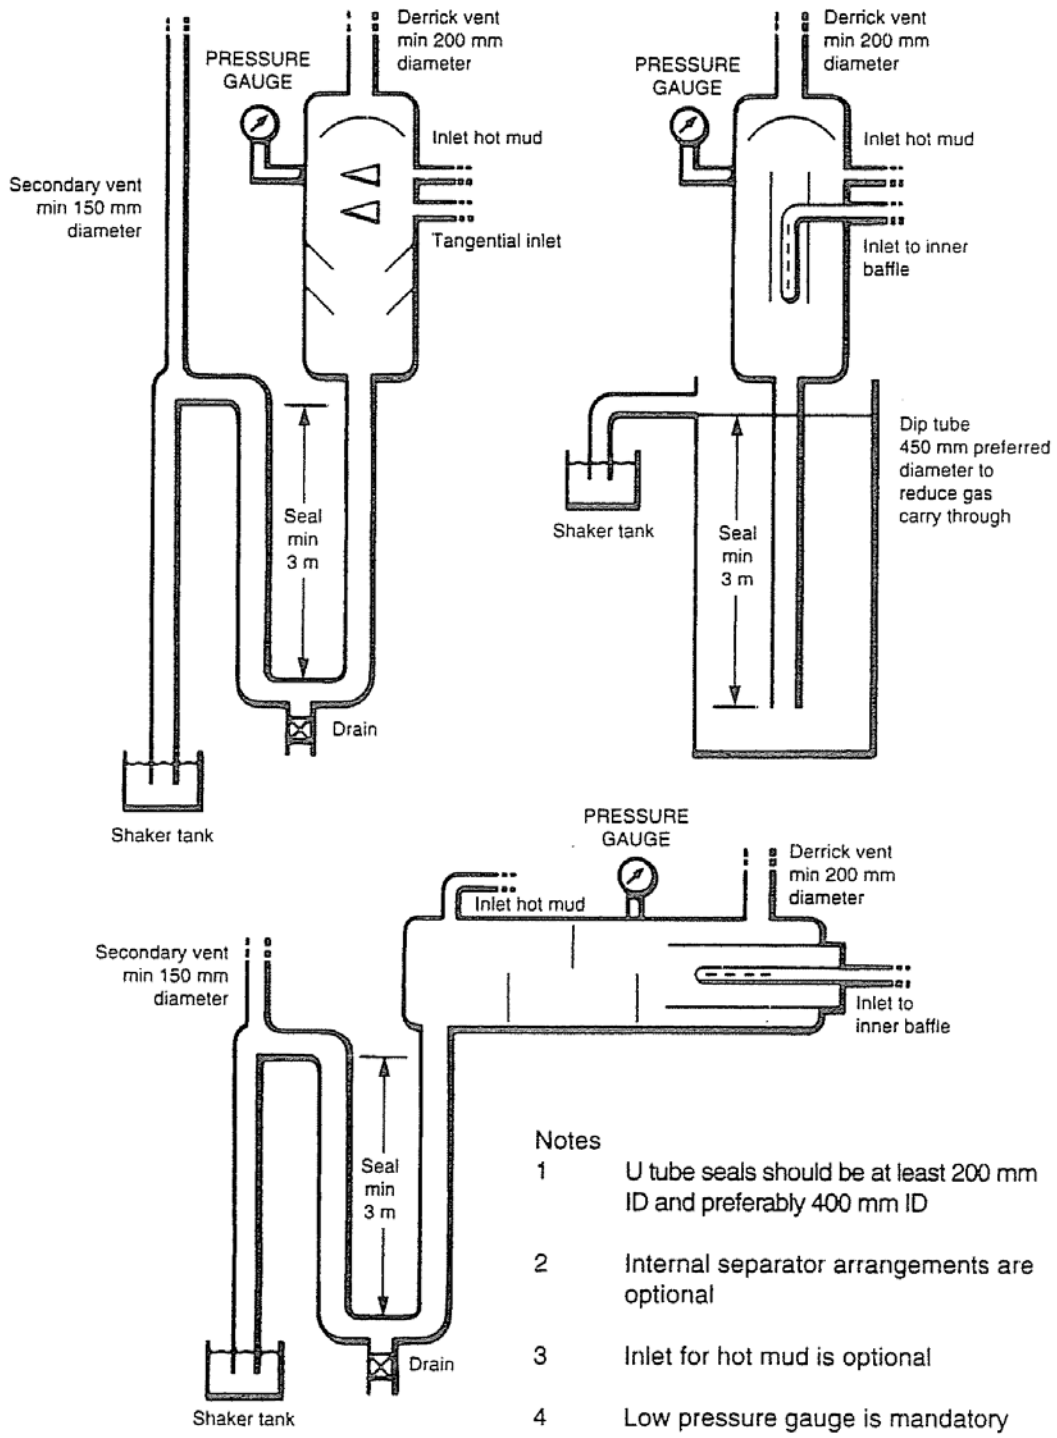 Derrick vent
min 200 mm
diameter
PRESSURE
GAUGE
Inlet hot mud
Secondary vent
min 150 mm
diameter
Tangential inlet
Seal
min
3 m
Drain
Shaker tank
Derrick vent
min 200 mm
diameter
PRESSURE
GAUGE
Inlet hot mud
Inlet to inner
baffle
Dip tube
450 mm preferred
diameter to
reduce gas
carry through
Shaker tank
Seal
min
3 m
PRESSURE
GAUGE
Derrick vent
min 200 mm
diameter
Inlet hot mud
Secondary vent
min 150 mm
diameter
Inlet to
inner baffle
Seal
min
3 m
Drain
Shaker tank
Notes
1 U tube seals should be at least 200 mm
ID and preferably 400 mm ID
2 Internal separator arrangements are
optional
3 Inlet for hot mud is optional
4 Low pressure gauge is mandatory